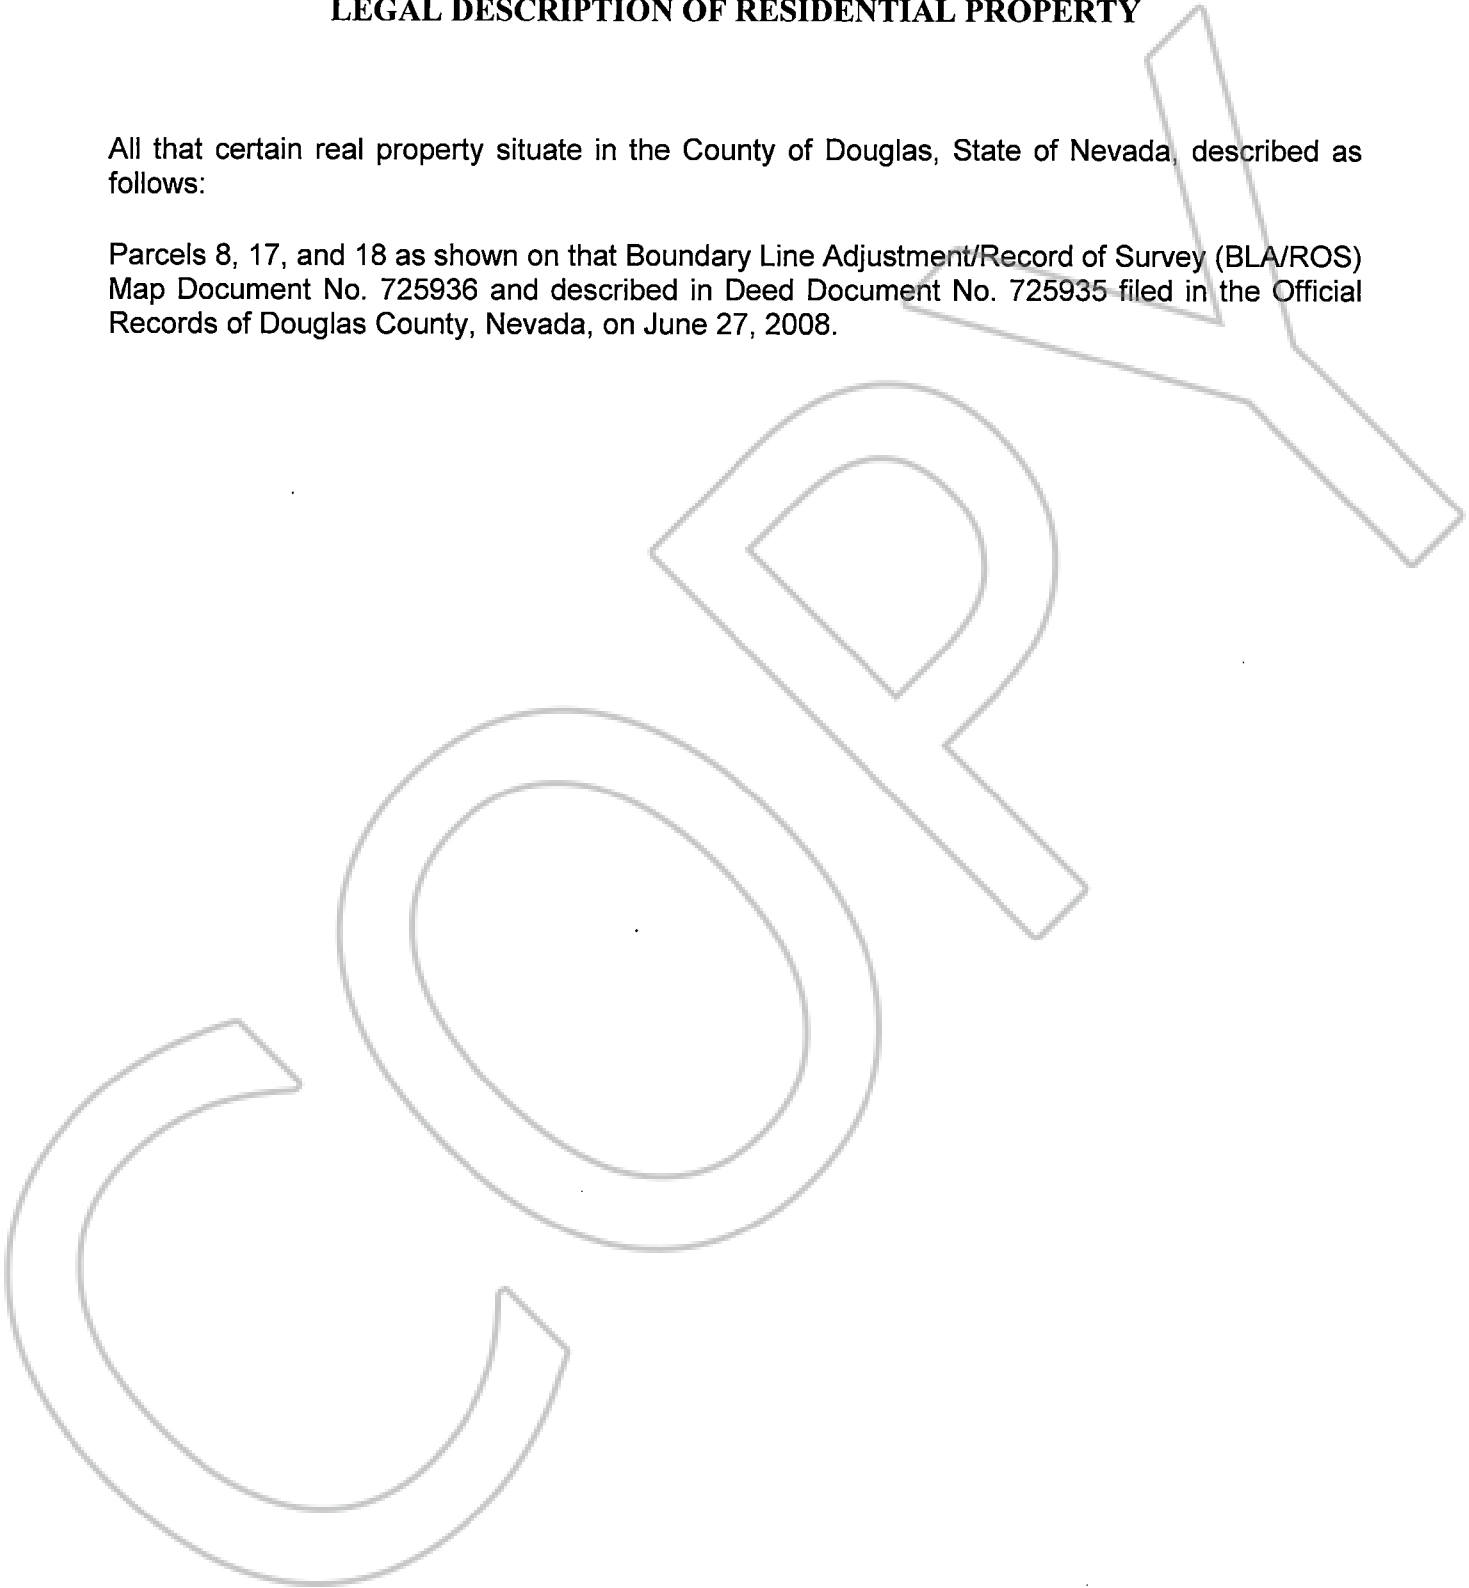 LEGAL DESCRIPTION OF RESIDENTIAL PROPERTY
All that certain real property situate in the County of Douglas, State of Nevada, described as
follows:
Parcels 8, 17, and 18 as shown on that Boundary Line Adjustment/Record of Survey (BLA/ROS)
Map Document No. 725936 and described in Deed Document No. 725935 filed in the Official
Records of Douglas County, Nevada, on June 27, 2008.
COPY